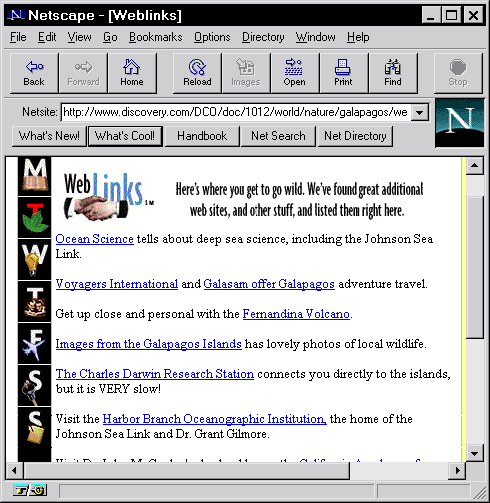 Netscape - [Weblinks]
File Edit View Go Bookmarks Options Directory Window Help
Back Forward Home Reload Images Open Print Find Stop
Netsite: http://www.discovery.com/DCO/doc/1012/world/nature/galapagos/we
N
What's New! What's Cool! Handbook Net Search Net Directory
M
T
W
T
F
S
S
Web Links SM
Here's where you get to go wild. We've found great additional
web sites, and other stuff, and listed them right here.
Ocean Science tells about deep sea science, including the Johnson Sea
Link.
Voyagers International and Galasam offer Galapagos adventure travel.
Get up close and personal with the Fernandina Volcano.
Images from the Galapagos Islands has lovely photos of local wildlife.
The Charles Darwin Research Station connects you directly to the islands,
but it is VERY slow!
Visit the Harbor Branch Oceanographic Institution, the home of the
Johnson Sea Link and Dr. Grant Gilmore.